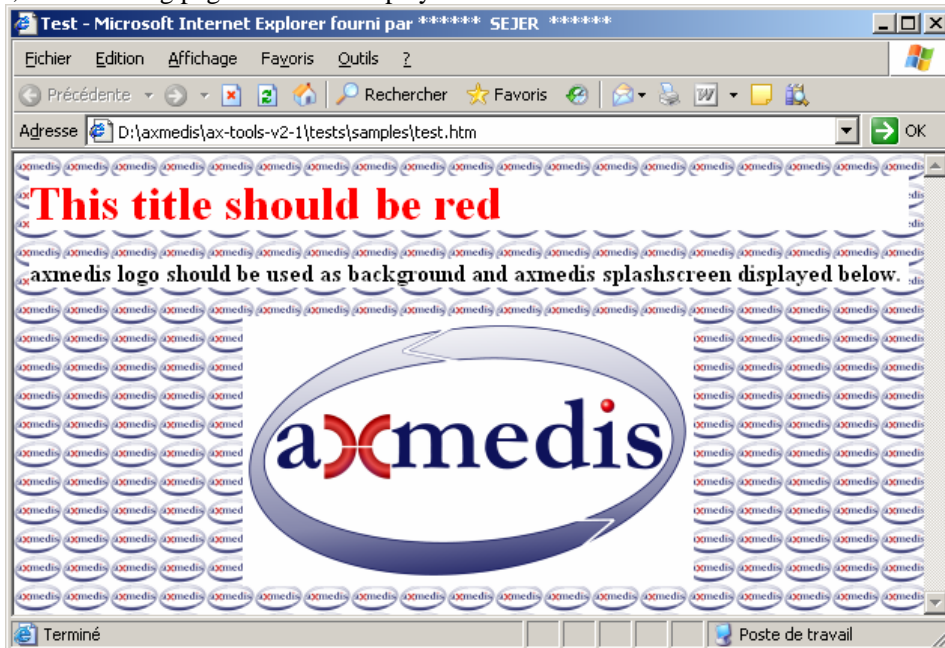 Test - Microsoft Internet Explorer fourni par ****** SEJER ******
Fichier Edition Affichage Favoris Outils ?
Précédente Rechercher Favoris
Adresse D:\axmedis\ax-tools-v2-1\tests\samples\test.htm OK
This title should be red
axmedis logo should be used as background and axmedis splashscreen displayed below.
axmedis
Terminé Poste de travail